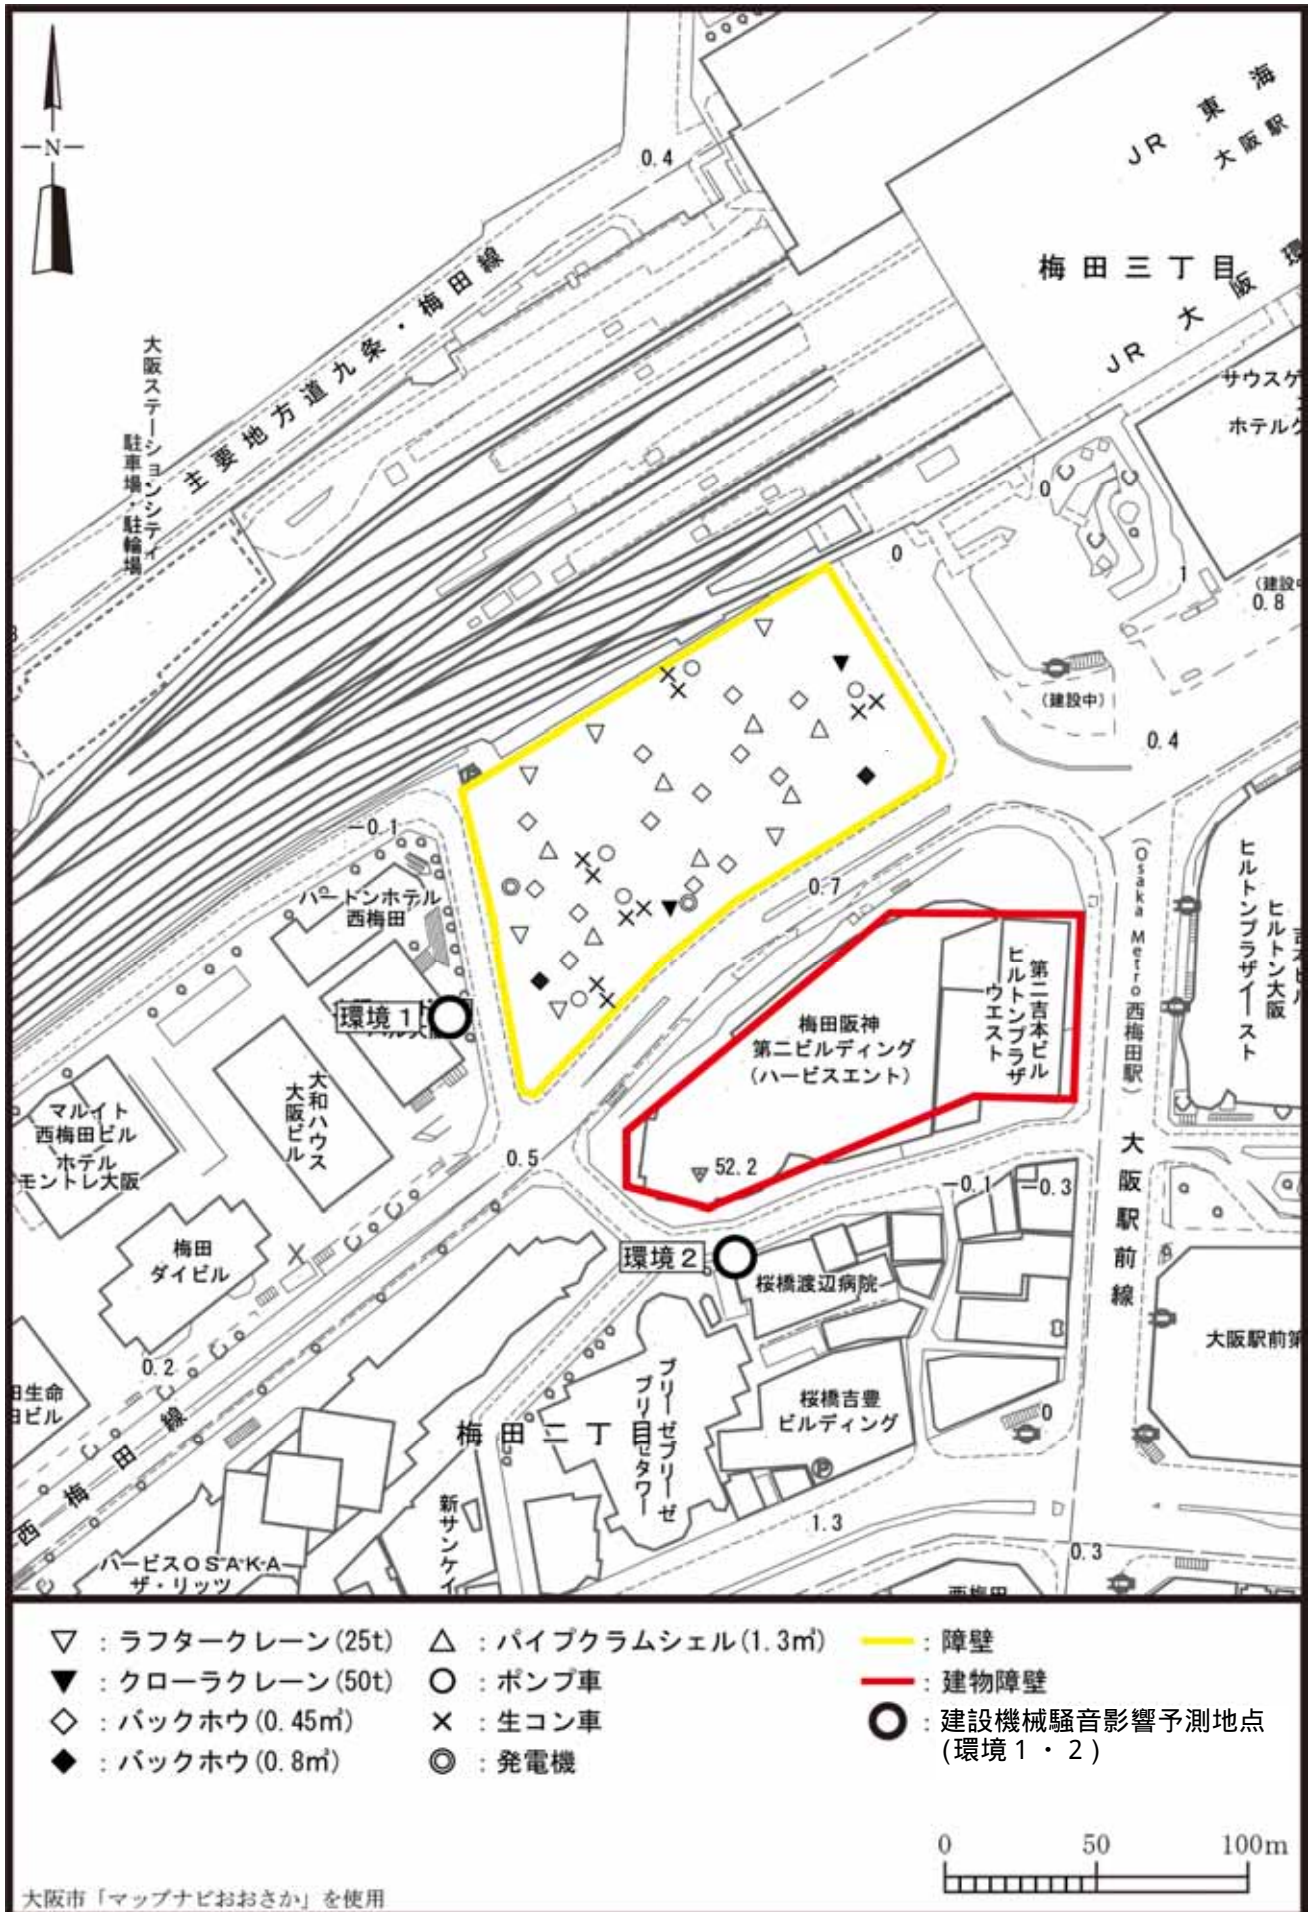 N
0.4
JR東海
大阪駅
梅田三丁目
JR大阪環
主要地方道九条・梅田線
大阪ステーションシティ
駐車場・駐輪場
サウスゲ
ホテルグ
0
0
1
(建設中
0.8
(建設中)
0.4
-0.1
0.7
ハートンホテル
西梅田
環境1
大和ハウス
大阪ビル
マルイト
西梅田ビル
ホテル
モントレ大阪
梅田
ダイビル
0.5
0.2
梅田阪神
第二ビルディング
(ハービスエント)
第二吉本ビル
ヒルトンプラザ
ウエスト
52.2
(Osaka Metro西梅田駅)
ヒルトンプラザイースト
ヒルトン大阪
大阪駅前線
-0.1
-0.3
環境2
桜橋渡辺病院
大阪駅前第
田生命
ヨビル
西梅田線
梅田二丁目
ブリーゼブリーゼ
桜橋吉豊
ビルディング
0
P
新サンケイ
1.3
0.3
ハービスOSAKA
ザ・リッツ
西梅田
▽：ラフタークレーン(25t)
▼：クローラクレーン(50t)
◇：バックホウ(0.45㎥)
◆：バックホウ(0.8㎥)
△：パイプクラムシェル(1.3㎥)
○：ポンプ車
×：生コン車
◎：発電機
：障壁
：建物障壁
：建設機械騒音影響予測地点
(環境1・2)
0 50 100m
大阪市「マップナビおおさか」を使用